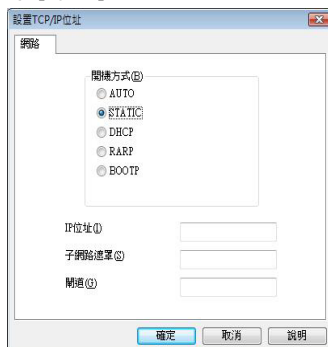 設置TCP/IP位址
網路
開機方式(B)
AUTO
STATIC
DHCP
RARP
BOOTP
IP位址(I)
子網路遮罩(S)
閘道(G)
確定 取消 說明